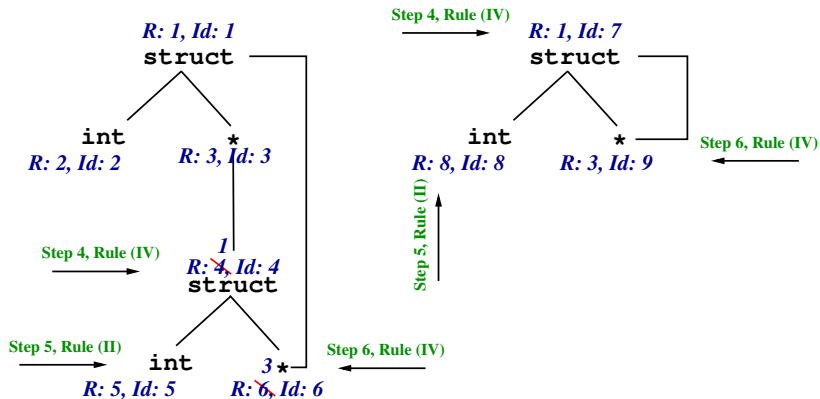 Step 4, Rule (IV)
R: 1, Id: 1
struct
int
*
R: 2, Id: 2
R: 3, Id: 3
Step 4, Rule (IV)
1
R: 4, Id: 4
struct
Step 5, Rule (II)
int
3 *
Step 6, Rule (IV)
R: 5, Id: 5
R: 6, Id: 6
R: 1, Id: 7
struct
int
*
Step 6, Rule (IV)
R: 8, Id: 8
R: 3, Id: 9
Step 5, Rule (II)